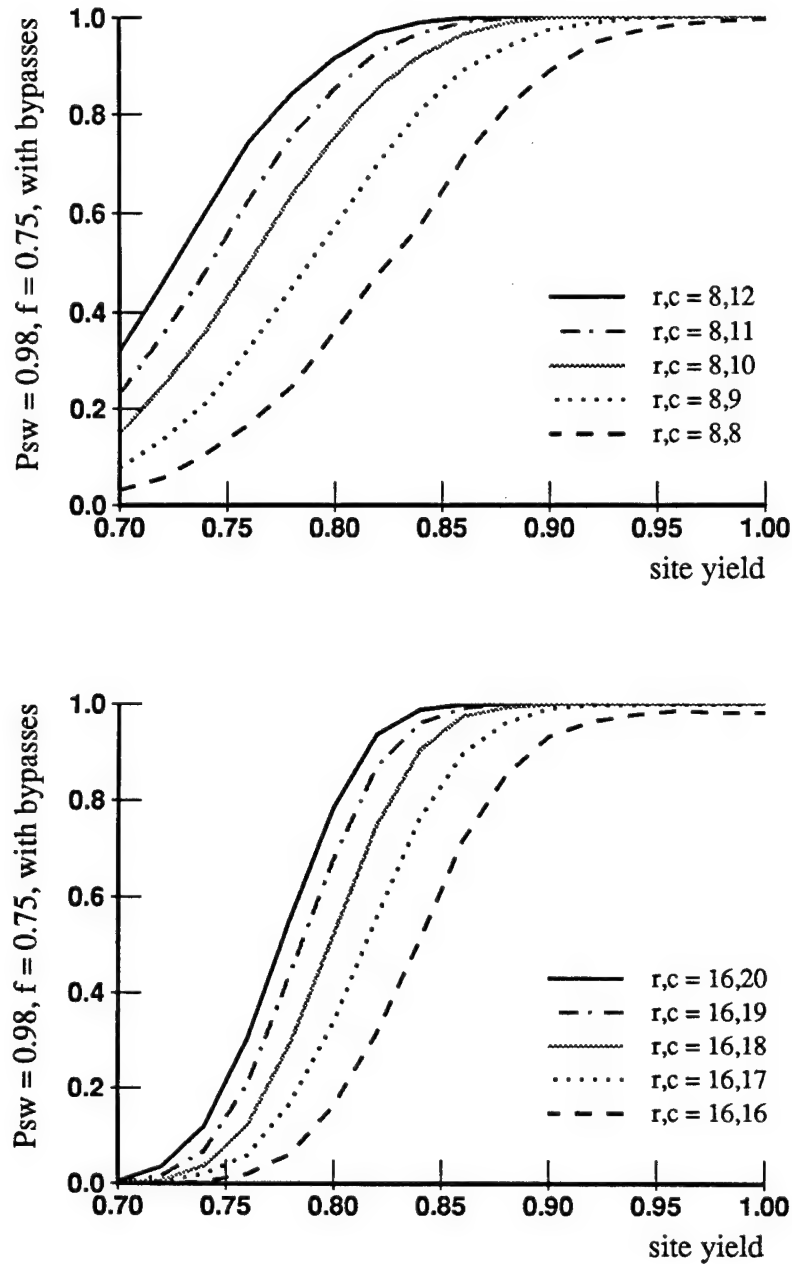 Psw = 0.98, f = 0.75, with bypasses
1.0
0.8
0.6
0.4
0.2
0.0
r,c = 8,12
r,c = 8,11
r,c = 8,10
r,c = 8,9
r,c = 8,8
0.70 0.75 0.80 0.85 0.90 0.95 1.00
site yield
Psw = 0.98, f = 0.75, with bypasses
1.0
0.8
0.6
0.4
0.2
0.0
r,c = 16,20
r,c = 16,19
r,c = 16,18
r,c = 16,17
r,c = 16,16
0.70 0.75 0.80 0.85 0.90 0.95 1.00
site yield